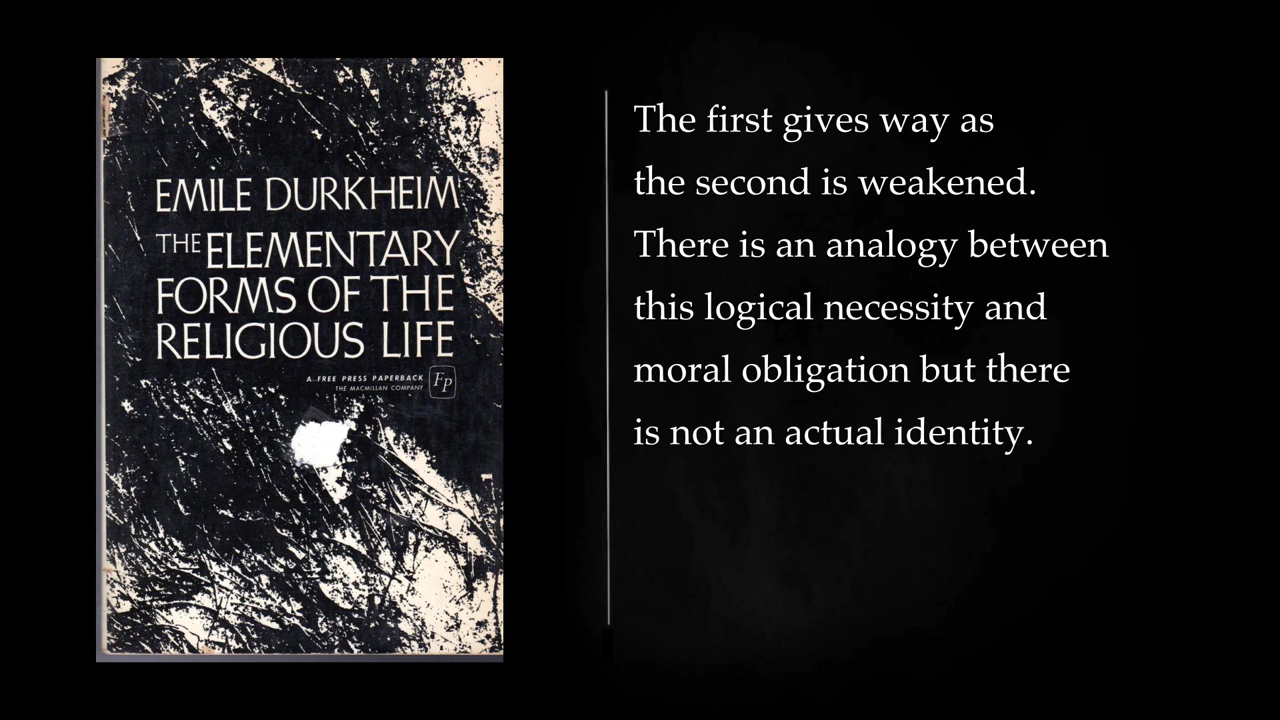 EMILE DURKHEIM
THE ELEMENTARY
FORMS OF THE
RELIGIOUS LIFE
A FREE PRESS PAPERBACK
THE MACMILLAN COMPANY
FP
The first gives way as
the second is weakened.
There is an analogy between
this logical necessity and
moral obligation but there
is not an actual identity.